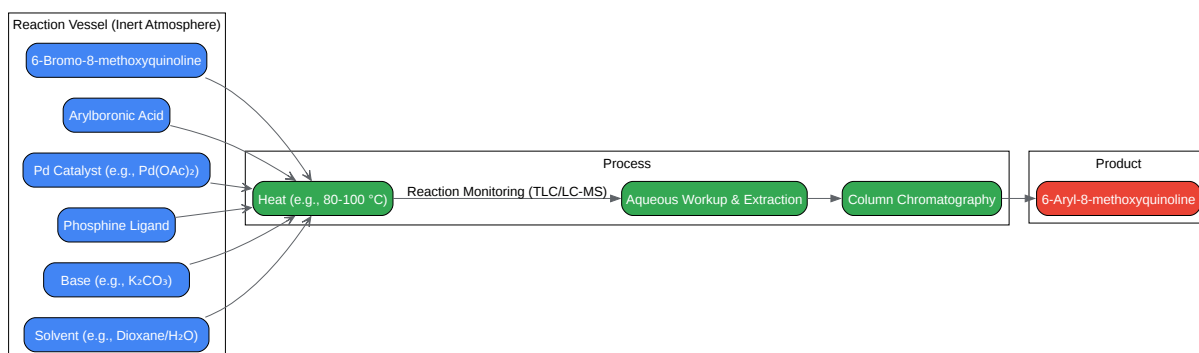 Reaction Vessel (Inert Atmosphere)
6-Bromo-8-methoxyquinoline
Arylboronic Acid
Pd Catalyst (e.g., Pd(OAc)₂)
Phosphine Ligand
Base (e.g., K₂CO₃)
Solvent (e.g., Dioxane/H₂O)
Process
Heat (e.g., 80-100 °C)
Reaction Monitoring (TLC/LC-MS)
Aqueous Workup & Extraction
Column Chromatography
Product
6-Aryl-8-methoxyquinoline